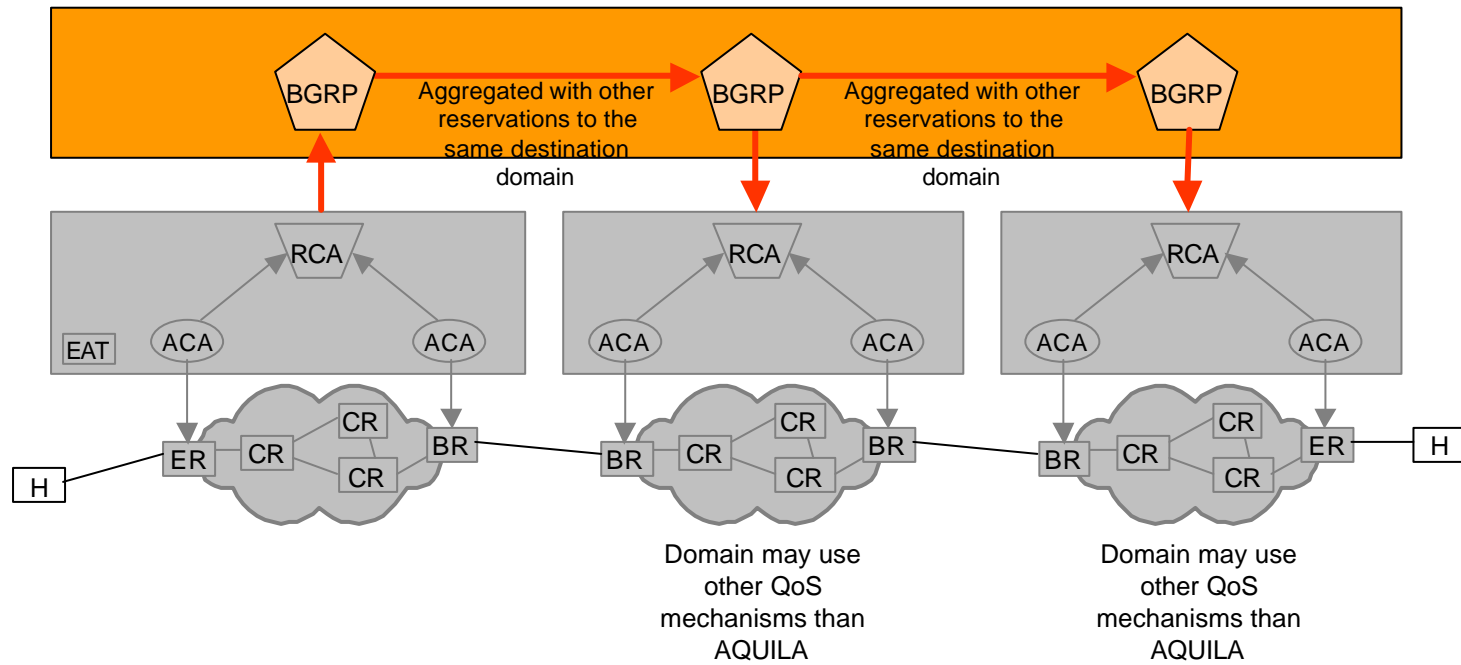 BGRP
Aggregated with other
reservations to the
same destination
domain
BGRP
Aggregated with other
reservations to the
same destination
domain
BGRP
RCA
RCA
RCA
EAT
ACA
ACA
ACA
ACA
ACA
ACA
H
ER
CR
CR
CR
BR
BR
CR
CR
CR
BR
BR
CR
CR
CR
ER
H
Domain may use
other QoS
mechanisms than
AQUILA
Domain may use
other QoS
mechanisms than
AQUILA